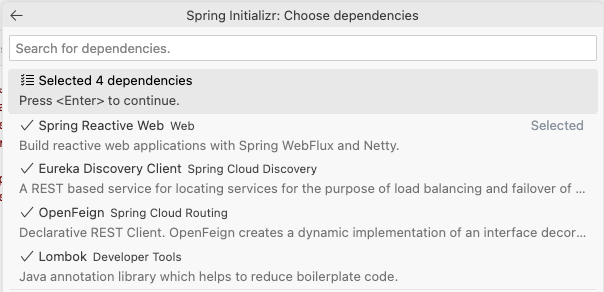 Spring Initializr: Choose dependencies
Search for dependencies.
Selected 4 dependencies
Press <Enter> to continue.
Spring Reactive Web Web Selected
Build reactive web applications with Spring WebFlux and Netty.
Eureka Discovery Client Spring Cloud Discovery
A REST based service for locating services for the purpose of load balancing and failover of ...
OpenFeign Spring Cloud Routing
Declarative REST Client. OpenFeign creates a dynamic implementation of an interface decor...
Lombok Developer Tools
Java annotation library which helps to reduce boilerplate code.